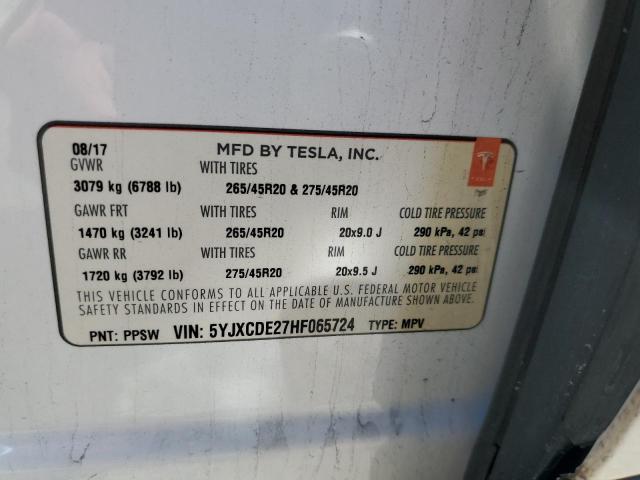 08/17 MFD BY TESLA, INC.
GVWR WITH TIRES
3079 kg (6788 lb) 265/45R20 & 275/45R20
GAWR FRT WITH TIRES RIM COLD TIRE PRESSURE
1470 kg (3241 lb) 265/45R20 20x9.0 J 290 kPa, 42 psi
GAWR RR WITH TIRES COLD TIRE PRESSURE
1720 kg (3792 lb) 275/45R20 20x9.5 J 290 kPa, 42 psi
THIS VEHICLE CONFORMS TO ALL APPLICABLE U.S. FEDERAL MOTOR VEHICLE
SAFETY STANDARDS IN EFFECT ON THE DATE OF MANUFACTURE SHOWN ABOVE.
PNT: PPSW VIN: 5YJXCDE27HF065724 TYPE: MPV